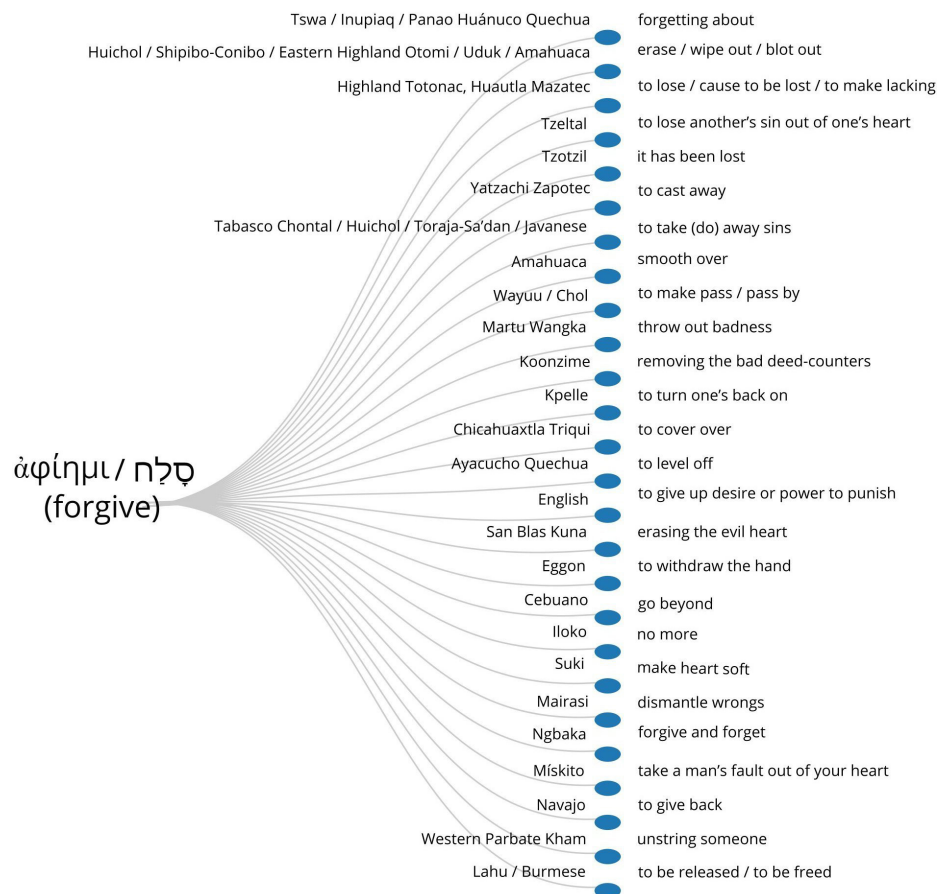 Tswa / Inupiaq / Panao Huánuco Quechua forgetting about
Huichol / Shipibo-Conibo / Eastern Highland Otomi / Uduk / Amahuaca erase / wipe out / blot out
Highland Totonac, Huautla Mazatec to lose / cause to be lost / to make lacking
Tzeltal to lose another's sin out of one's heart
Tzotzil it has been lost
Yatzachi Zapotec to cast away
Tabasco Chontal / Huichol / Toraja-Sa'dan / Javanese to take (do) away sins
Amahuaca smooth over
Wayuu / Chol to make pass / pass by
Martu Wangka throw out badness
Koonzime removing the bad deed-counters
Kpelle to turn one's back on
Chicahuaxtla Triqui to cover over
Ayacucho Quechua to level off
ἀφίημι / סָלַח
(forgive)
English to give up desire or power to punish
San Blas Kuna erasing the evil heart
Eggon to withdraw the hand
Cebuano go beyond
Iloko no more
Suki make heart soft
Mairasi dismantle wrongs
Ngbaka forgive and forget
Mískito take a man's fault out of your heart
Navajo to give back
Western Parbate Kham unstring someone
Lahu / Burmese to be released / to be freed